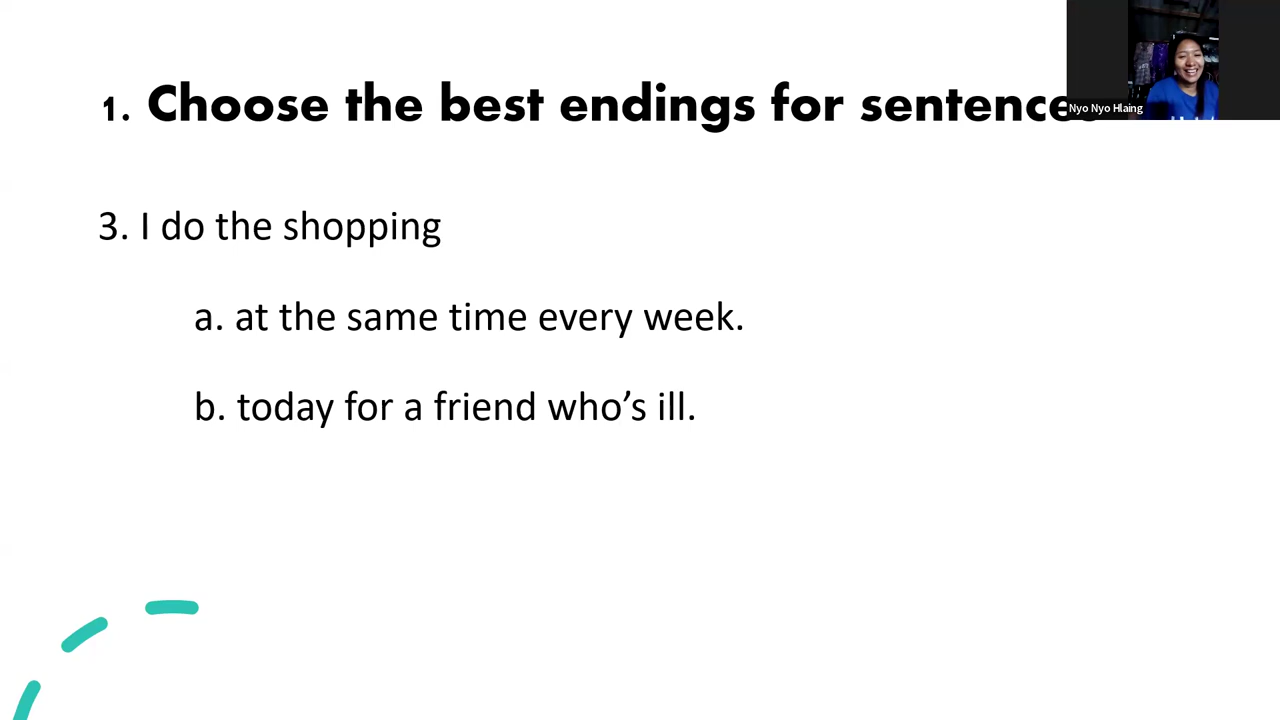 1. Choose the best endings for sentences
Nyo Nyo Hlaing
3. I do the shopping
a. at the same time every week.
b. today for a friend who’s ill.